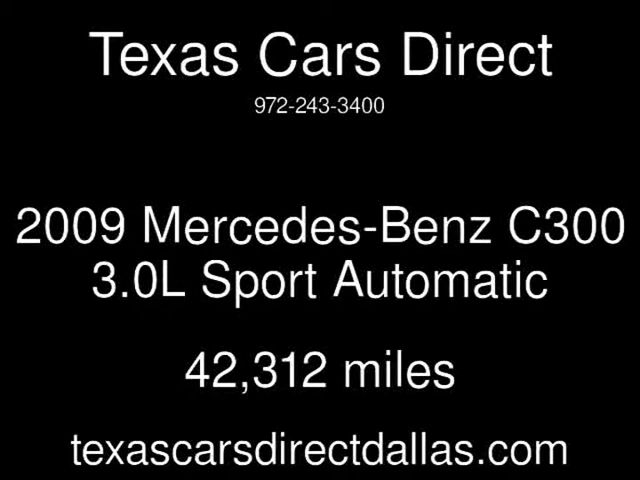 Texas Cars Direct
972-243-3400
2009 Mercedes-Benz C300
3.0L Sport Automatic
42,312 miles
texascarsdirectdallas.com